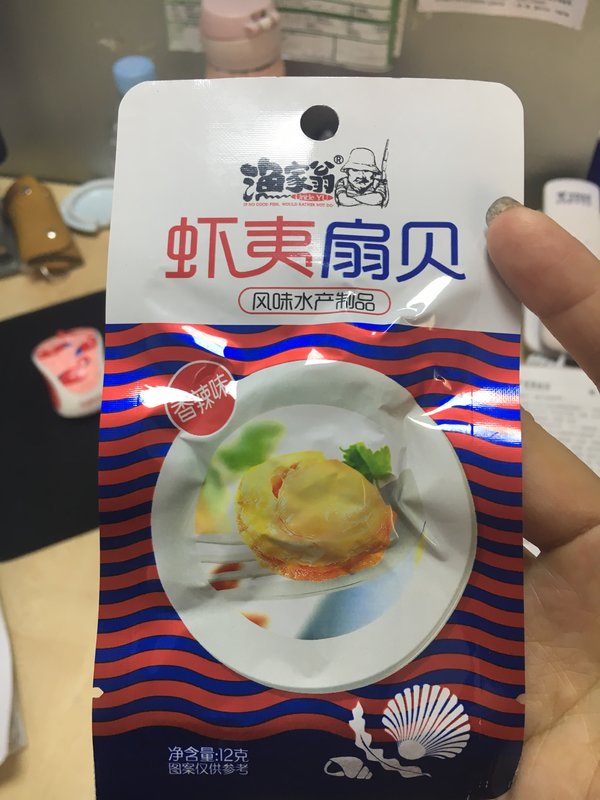 渔家翁®
IF NO GOOD FISH, WOULD RATHER NOT DO
虾夷扇贝
风味水产制品
香辣味
净含量:12克
图案仅供参考